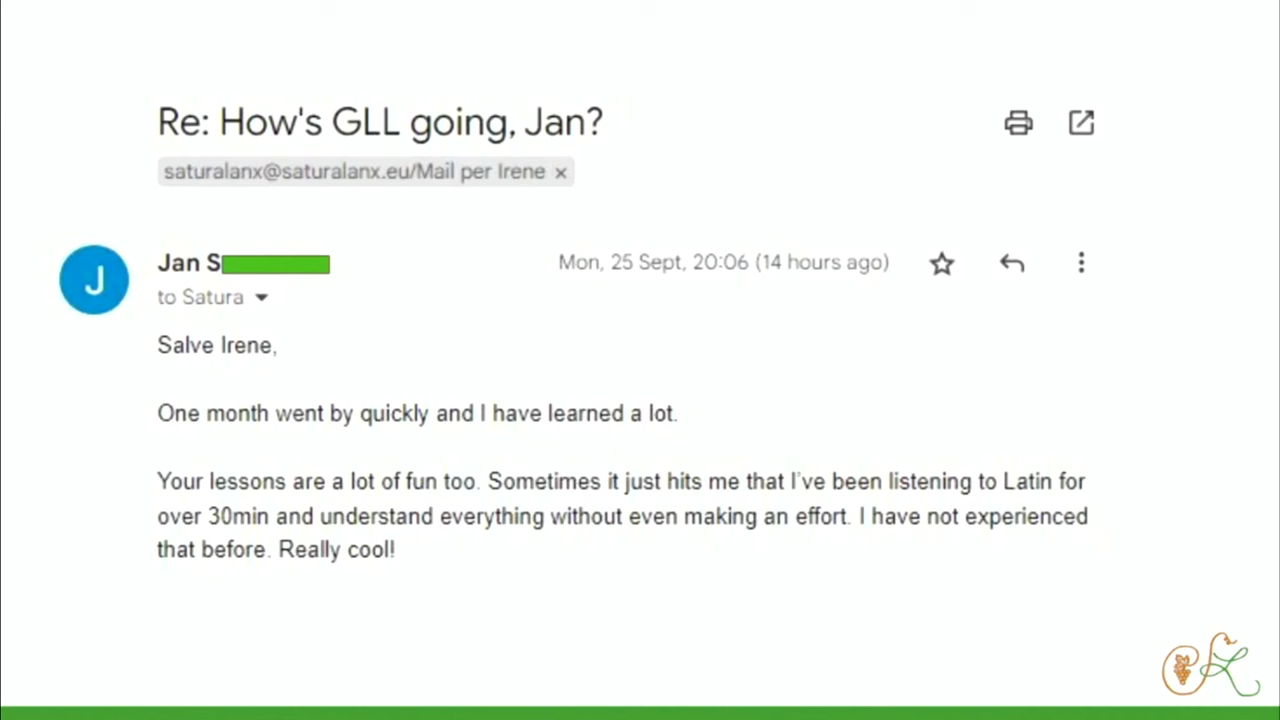 Re: How's GLL going, Jan?
saturalanx@saturalanx.eu/Mail per Irene ×
J
Jan S
Mon, 25 Sept, 20:06 (14 hours ago)
to Satura
Salve Irene,
One month went by quickly and I have learned a lot.
Your lessons are a lot of fun too. Sometimes it just hits me that I've been listening to Latin for
over 30min and understand everything without even making an effort. I have not experienced
that before. Really cool!
SL